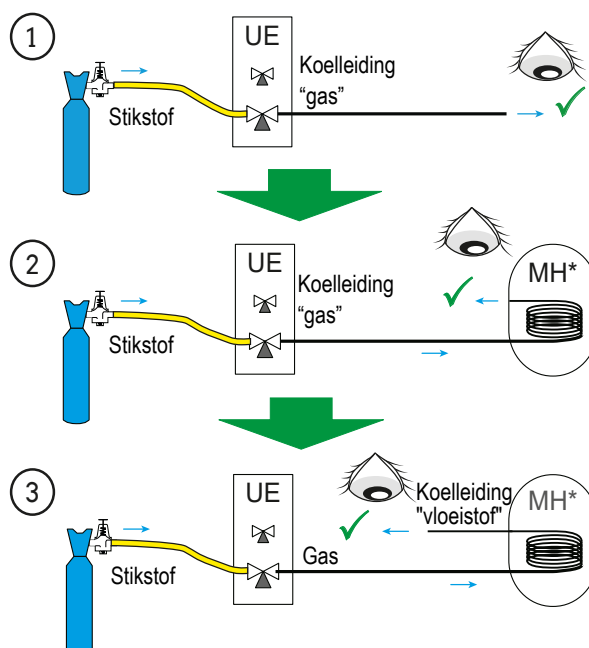 1
UE
Koelleiding
“gas”
Stikstof
2
UE
MH*
Koelleiding
“gas”
Stikstof
3
UE
Koelleiding
"vloeistof"
MH*
Gas
Stikstof